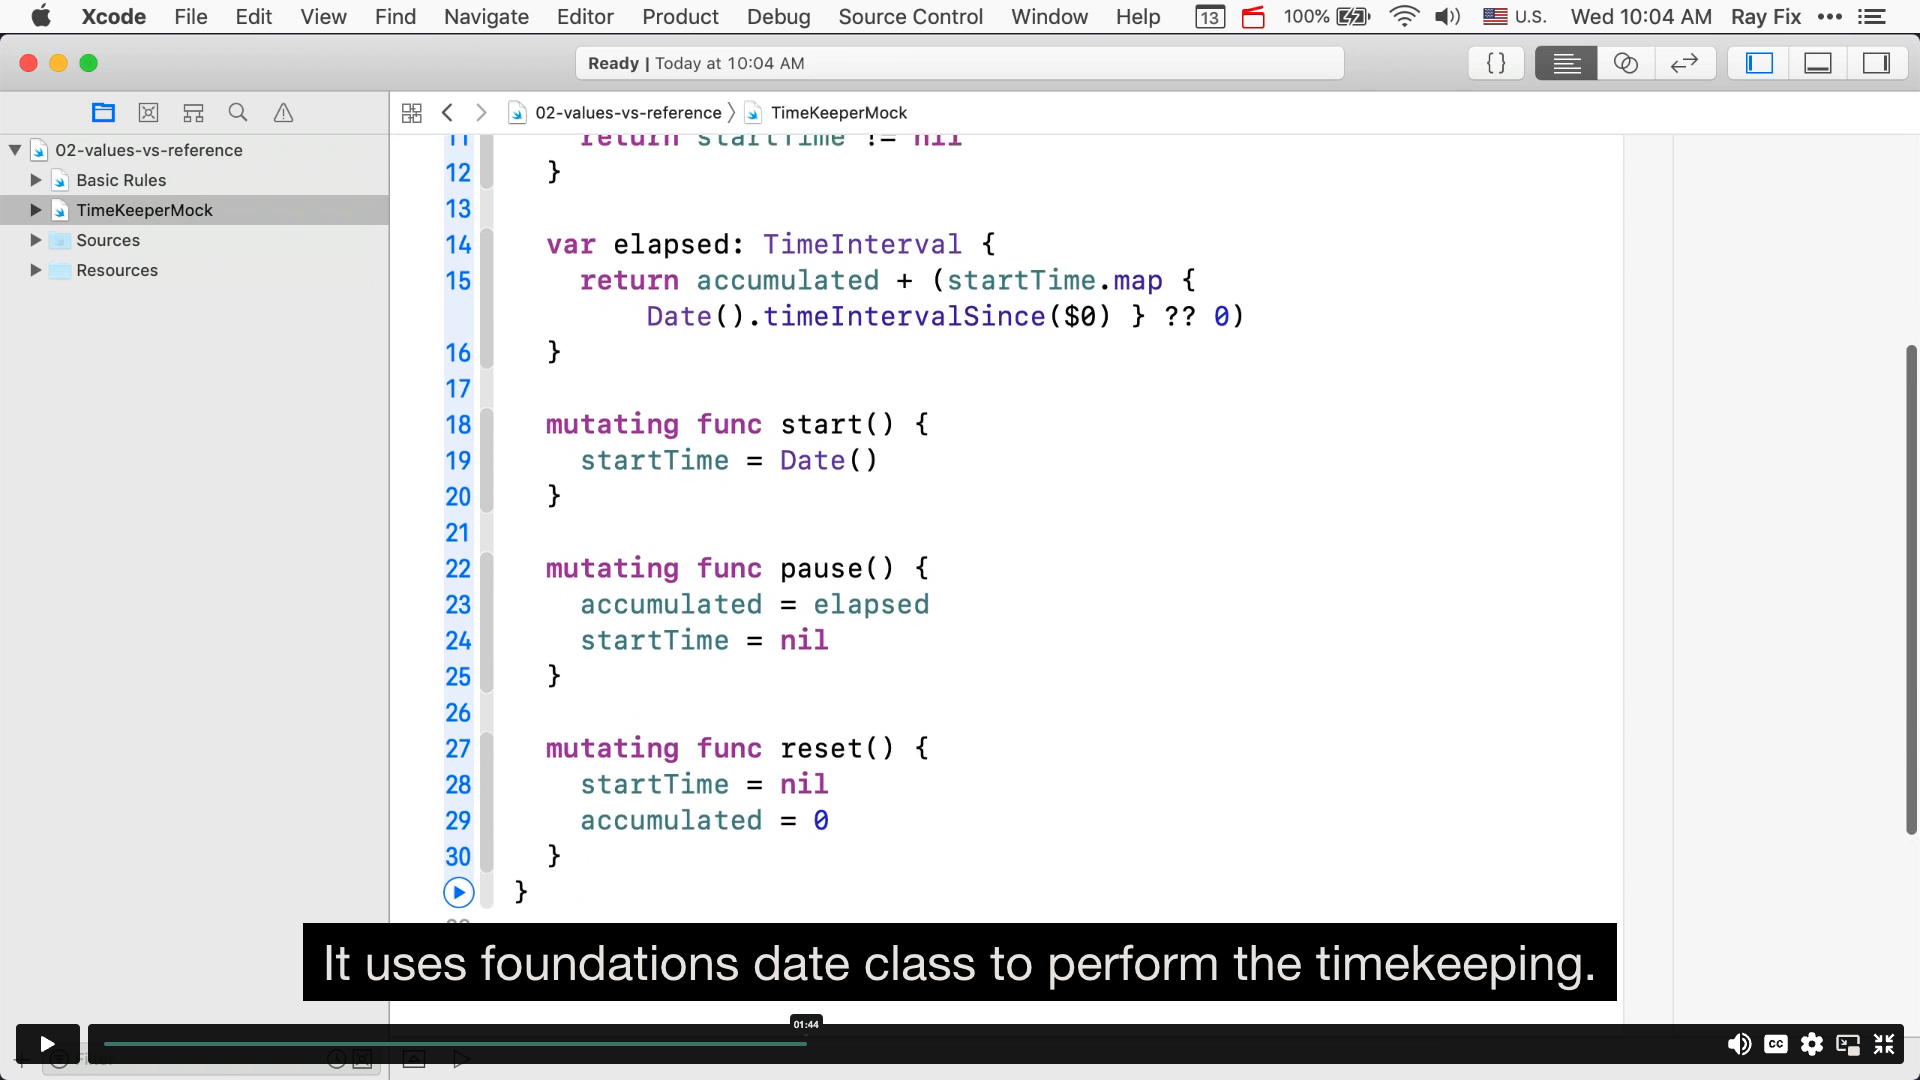 Xcode File Edit View Find Navigate Editor Product Debug Source Control Window Help 13 100% U.S. Wed 10:04 AM Ray Fix
Ready | Today at 10:04 AM
{}
02-values-vs-reference TimeKeeperMock
02-values-vs-reference
Basic Rules
TimeKeeperMock
Sources
Resources
11 return startTime != nil
12 }
13
14 var elapsed: TimeInterval {
15 return accumulated + (startTime.map {
Date().timeIntervalSince($0) } ?? 0)
16 }
17
18 mutating func start() {
19 startTime = Date()
20 }
21
22 mutating func pause() {
23 accumulated = elapsed
24 startTime = nil
25 }
26
27 mutating func reset() {
28 startTime = nil
29 accumulated = 0
30 }
}
It uses foundations date class to perform the timekeeping.
01:44
CC
Filter